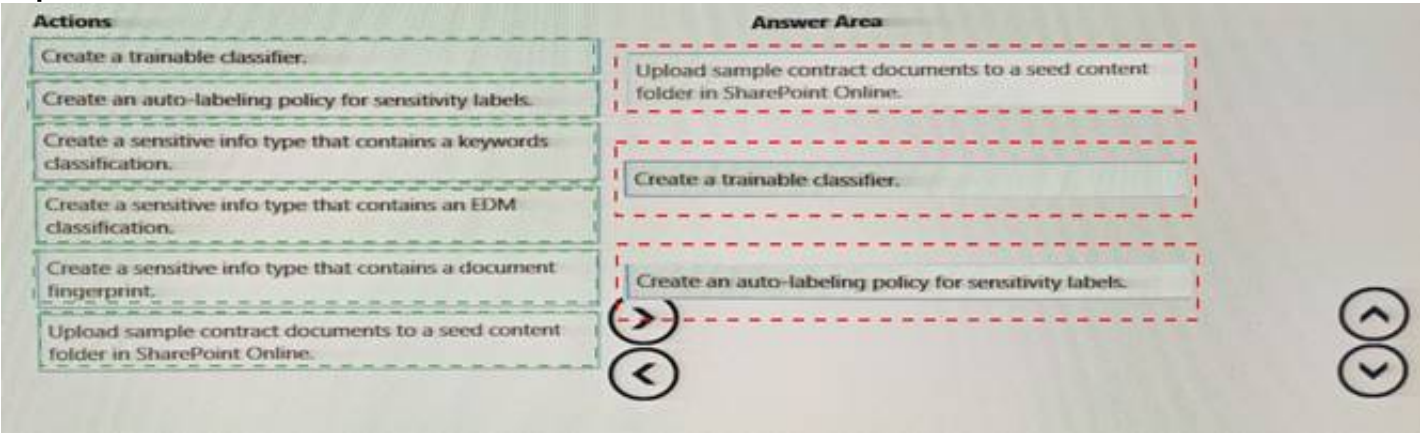 Actions
Create a trainable classifier.
Create an auto-labeling policy for sensitivity labels.
Create a sensitive info type that contains a keywords
classification.
Create a sensitive info type that contains an EDM
classification.
Create a sensitive info type that contains a document
fingerprint.
Upload sample contract documents to a seed content
folder in SharePoint Online.
Answer Area
Upload sample contract documents to a seed content
folder in SharePoint Online.
Create a trainable classifier.
Create an auto-labeling policy for sensitivity labels.